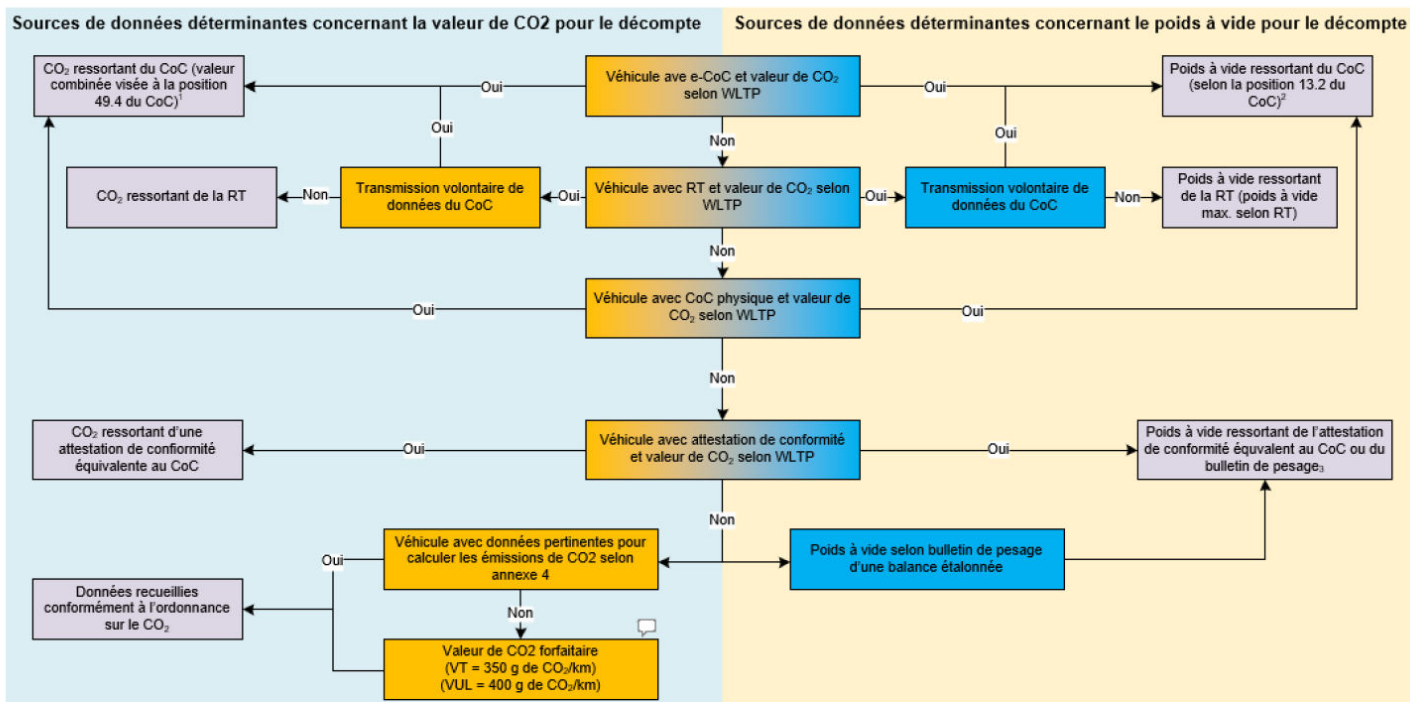 Sources de données déterminantes concernant la valeur de CO2 pour le décompte
Sources de données déterminantes concernant le poids à vide pour le décompte
CO₂ ressortant du CoC (valeur
combinée visée à la position
49.4 du CoC)¹
Oui
Véhicule ave e-CoC et valeur de CO₂
selon WLTP
Oui
Poids à vide ressortant du CoC
(selon la position 13.2 du
CoC)²
Oui
Non
Oui
CO₂ ressortant de la RT
Non
Transmission volontaire de
données du CoC
Oui
Véhicule avec RT et valeur de CO₂ selon
WLTP
Oui
Transmission volontaire de
données du CoC
Non
Poids à vide ressortant
de la RT (poids à vide
max. selon RT)
Non
Oui
Véhicule avec CoC physique et valeur de
CO₂ selon WLTP
Oui
Non
CO₂ ressortant d'une
attestation de conformité
équivalente au CoC
Oui
Véhicule avec attestation de conformité
et valeur de CO₂ selon WLTP
Oui
Poids à vide ressortant de l'attestation
de conformité équvalent au CoC ou du
bulletin de pesage₃
Non
Oui
Véhicule avec données pertinentes pour
calculer les émissions de CO2 selon
annexe 4
Poids à vide selon bulletin de pesage
d'une balance étalonnée
Données recueillies
conformément à l'ordonnance
sur le CO₂
Non
Valeur de CO2 forfaitaire
(VT = 350 g de CO₂/km)
(VUL = 400 g de CO₂/km)